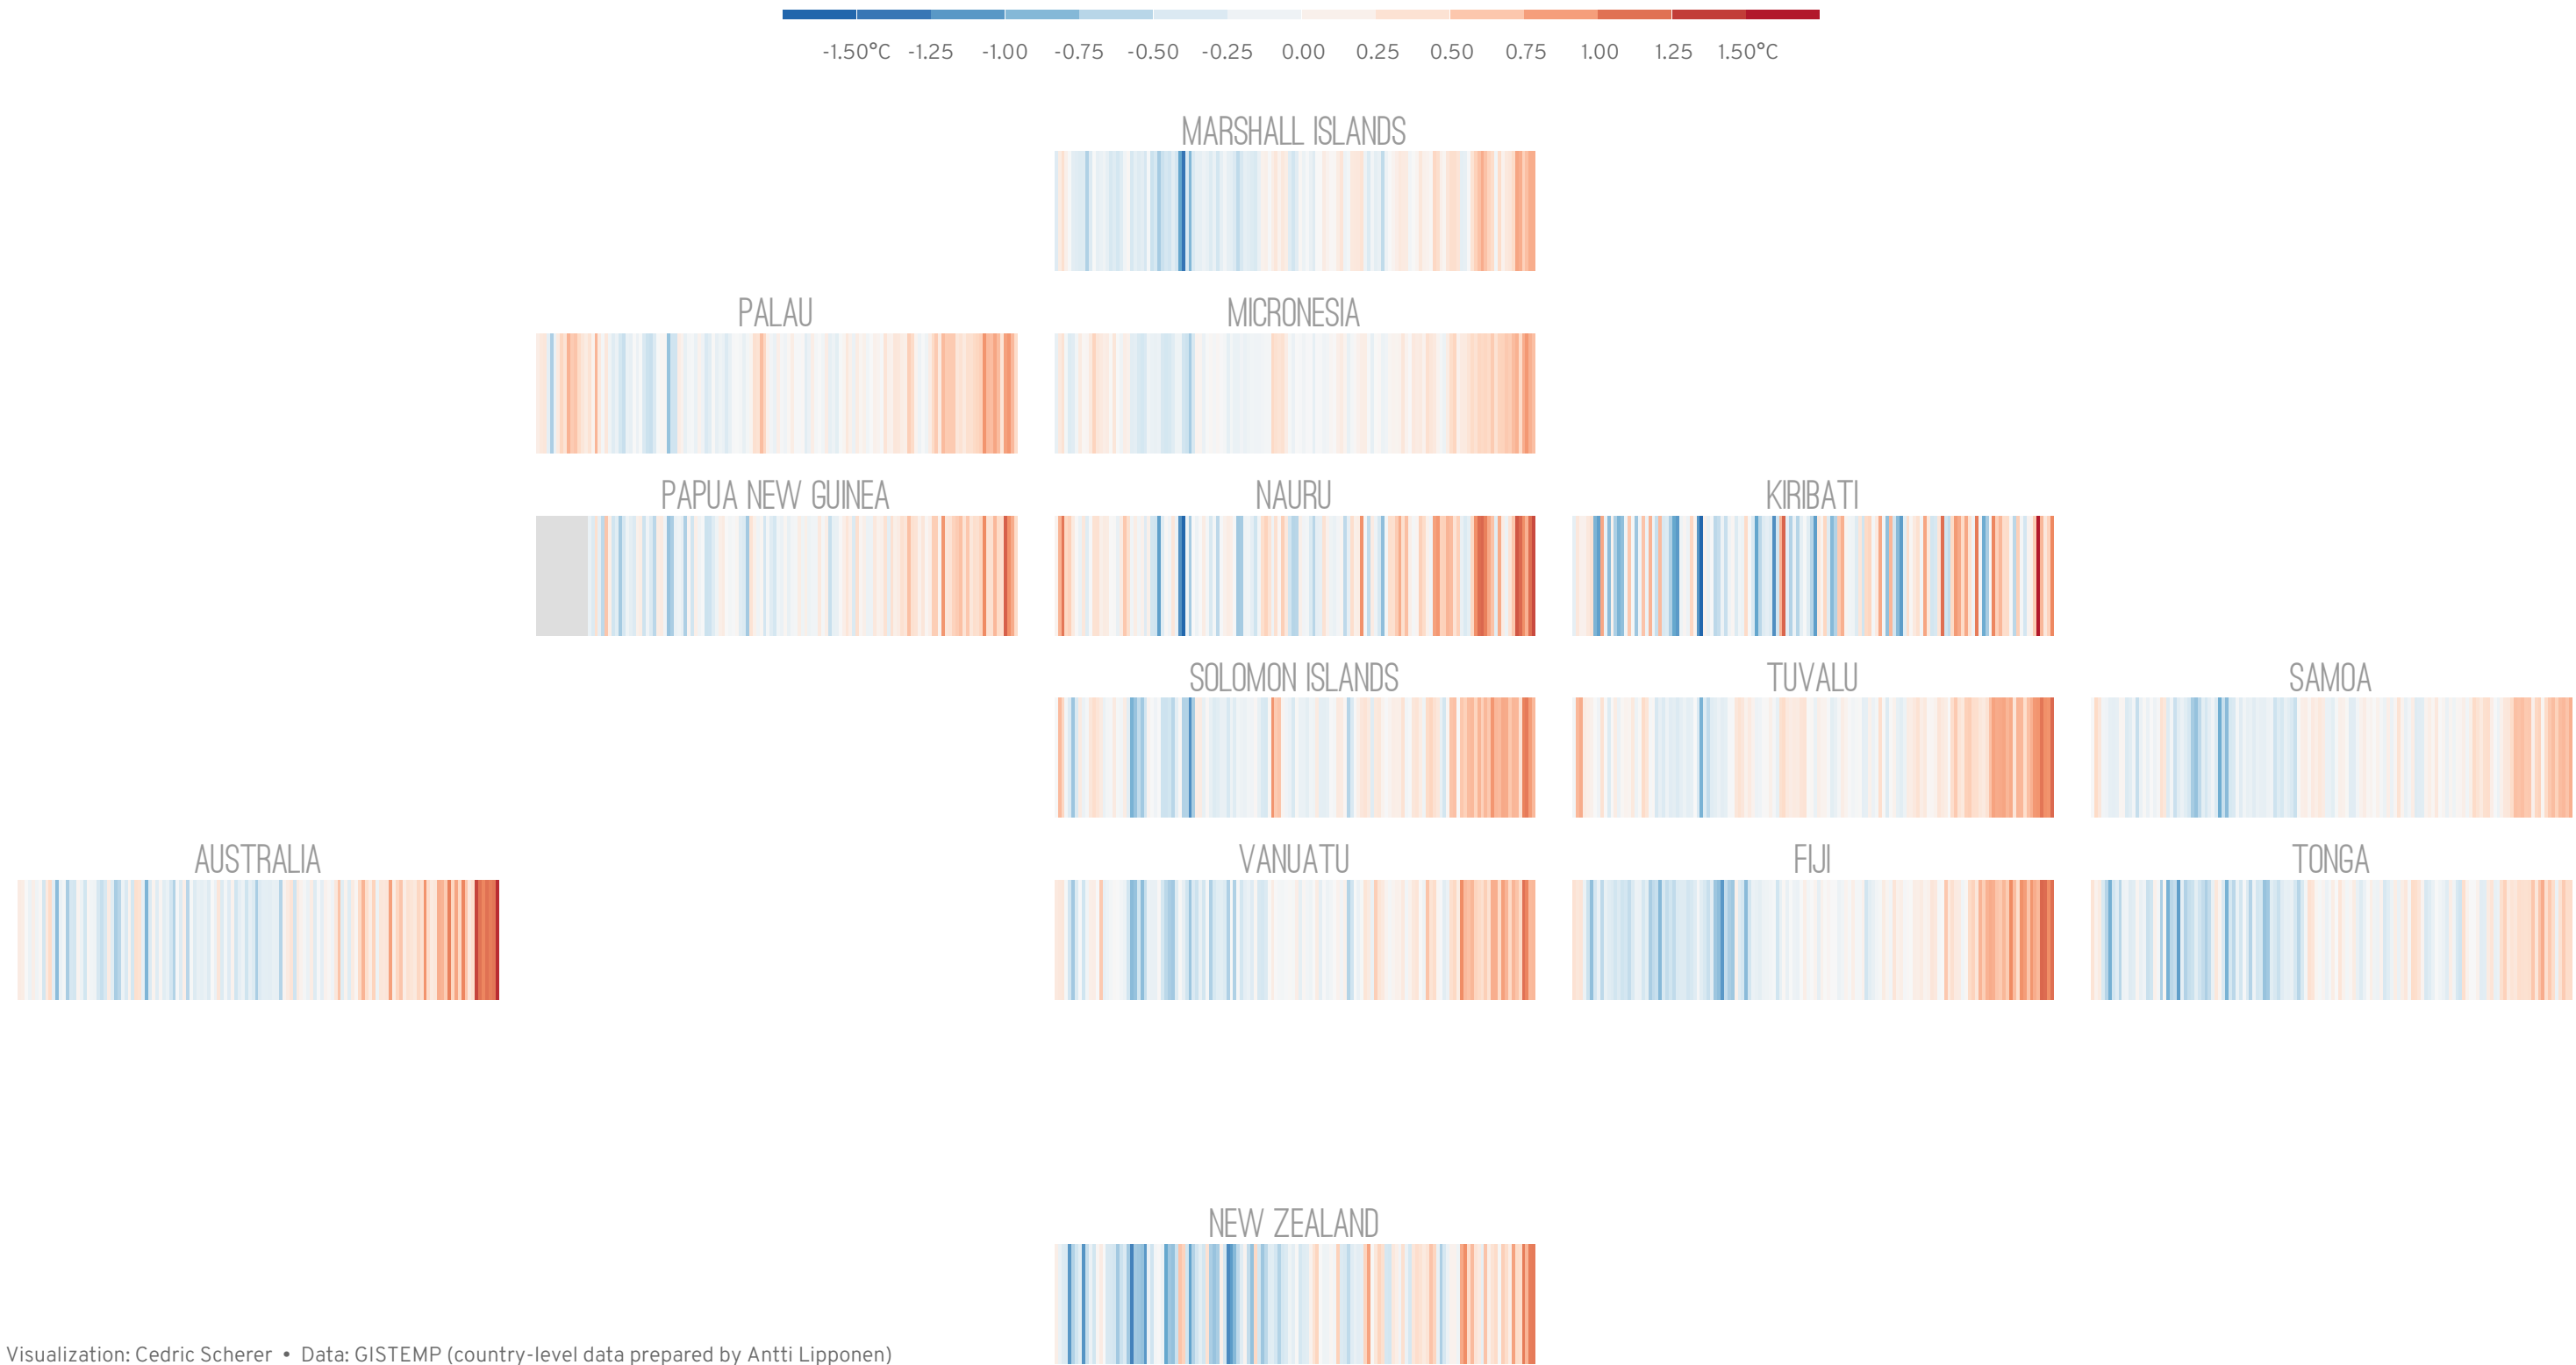 -1.50°C -1.25 -1.00 -0.75 -0.50 -0.25 0.00 0.25 0.50 0.75 1.00 1.25 1.50°C
MARSHALL ISLANDS
PALAU MICRONESIA
PAPUA NEW GUINEA NAURU KIRIBATI
SOLOMON ISLANDS TUVALU SAMOA
AUSTRALIA VANUATU FIJI TONGA
NEW ZEALAND
Visualization: Cedric Scherer • Data: GISTEMP (country-level data prepared by Antti Lipponen)